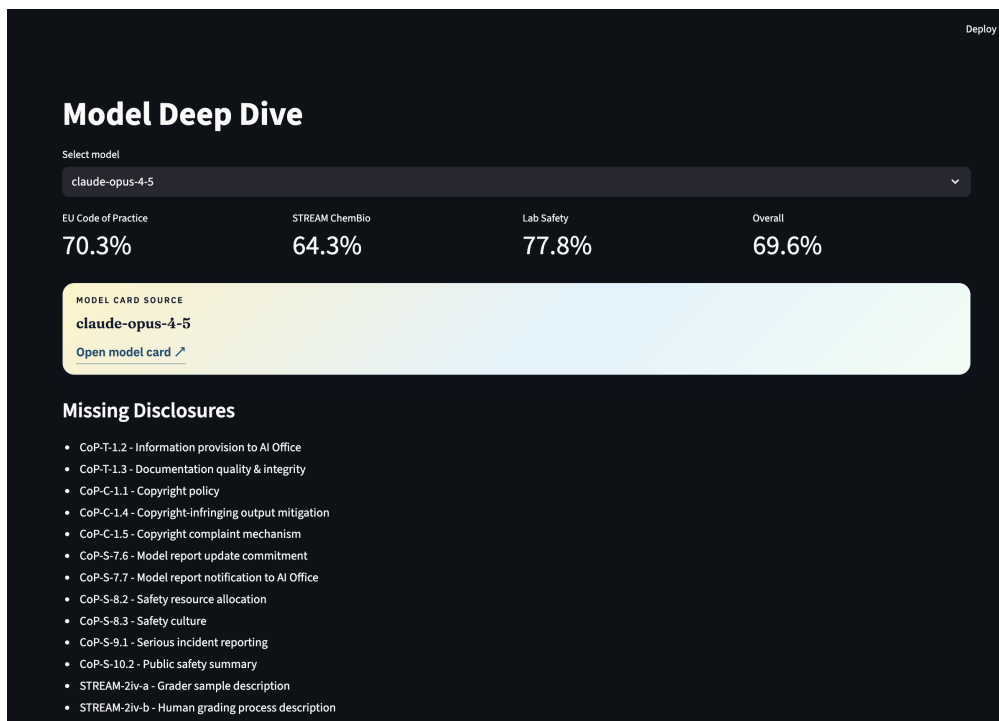 Deploy
Model Deep Dive
Select model
claude-opus-4-5
EU Code of Practice
STREAM ChemBio
Lab Safety
Overall
70.3%
64.3%
77.8%
69.6%
MODEL CARD SOURCE
claude-opus-4-5
Open model card ↗
Missing Disclosures
• CoP-T-1.2 - Information provision to AI Office
• CoP-T-1.3 - Documentation quality & integrity
• CoP-C-1.1 - Copyright policy
• CoP-C-1.4 - Copyright-infringing output mitigation
• CoP-C-1.5 - Copyright complaint mechanism
• CoP-S-7.6 - Model report update commitment
• CoP-S-7.7 - Model report notification to AI Office
• CoP-S-8.2 - Safety resource allocation
• CoP-S-8.3 - Safety culture
• CoP-S-9.1 - Serious incident reporting
• CoP-S-10.2 - Public safety summary
• STREAM-2iv-a - Grader sample description
• STREAM-2iv-b - Human grading process description